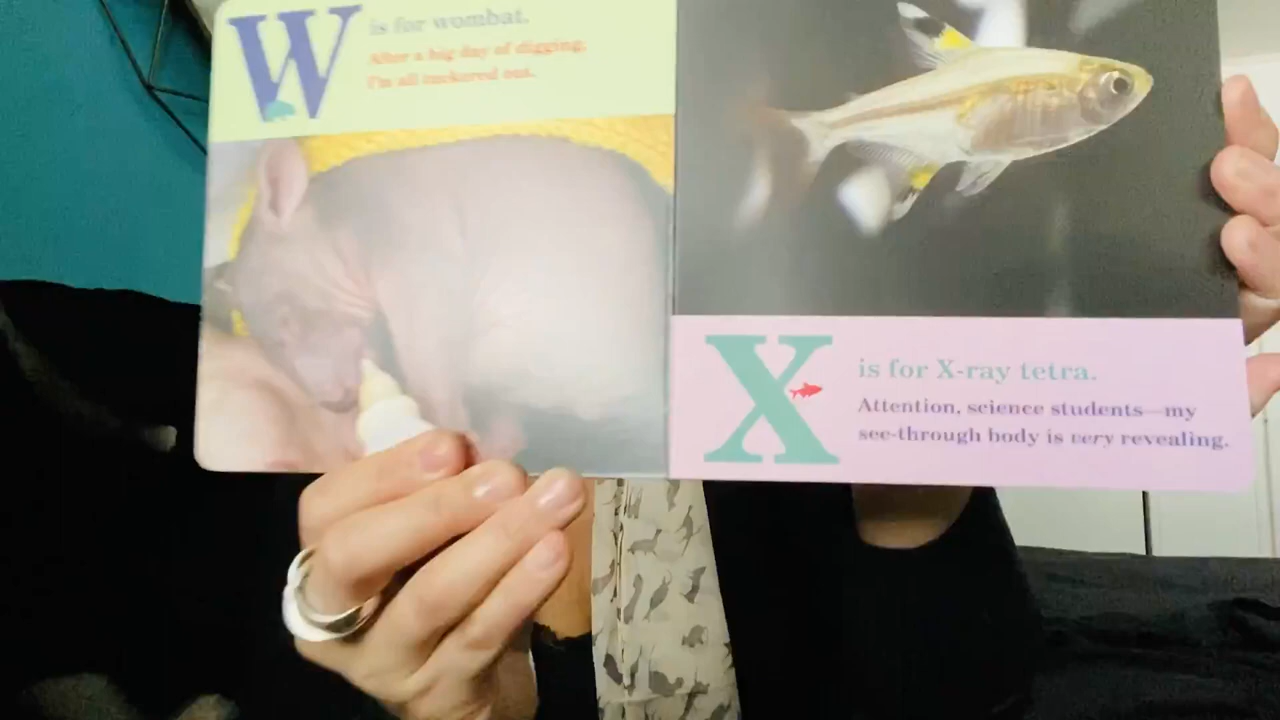 W is for wombat.
After a big day of digging,
I'm all tuckered out.
X is for X-ray tetra.
Attention, science students—my
see-through body is very revealing.